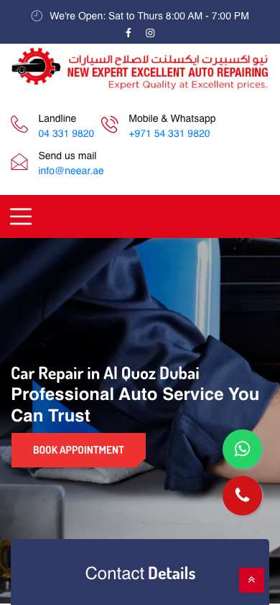 We're Open: Sat to Thurs 8:00 AM - 7:00 PM
نيو اكسبيرت ايكسلنت لاصلاح السيارات
NEW EXPERT EXCELLENT AUTO REPAIRING
Expert Quality at Excellent prices.
Landline
04 331 9820
Mobile & Whatsapp
+971 54 331 9820
Send us mail
info@neear.ae
Car Repair in Al Quoz Dubai
Professional Auto Service You
Can Trust
BOOK APPOINTMENT
Contact Details